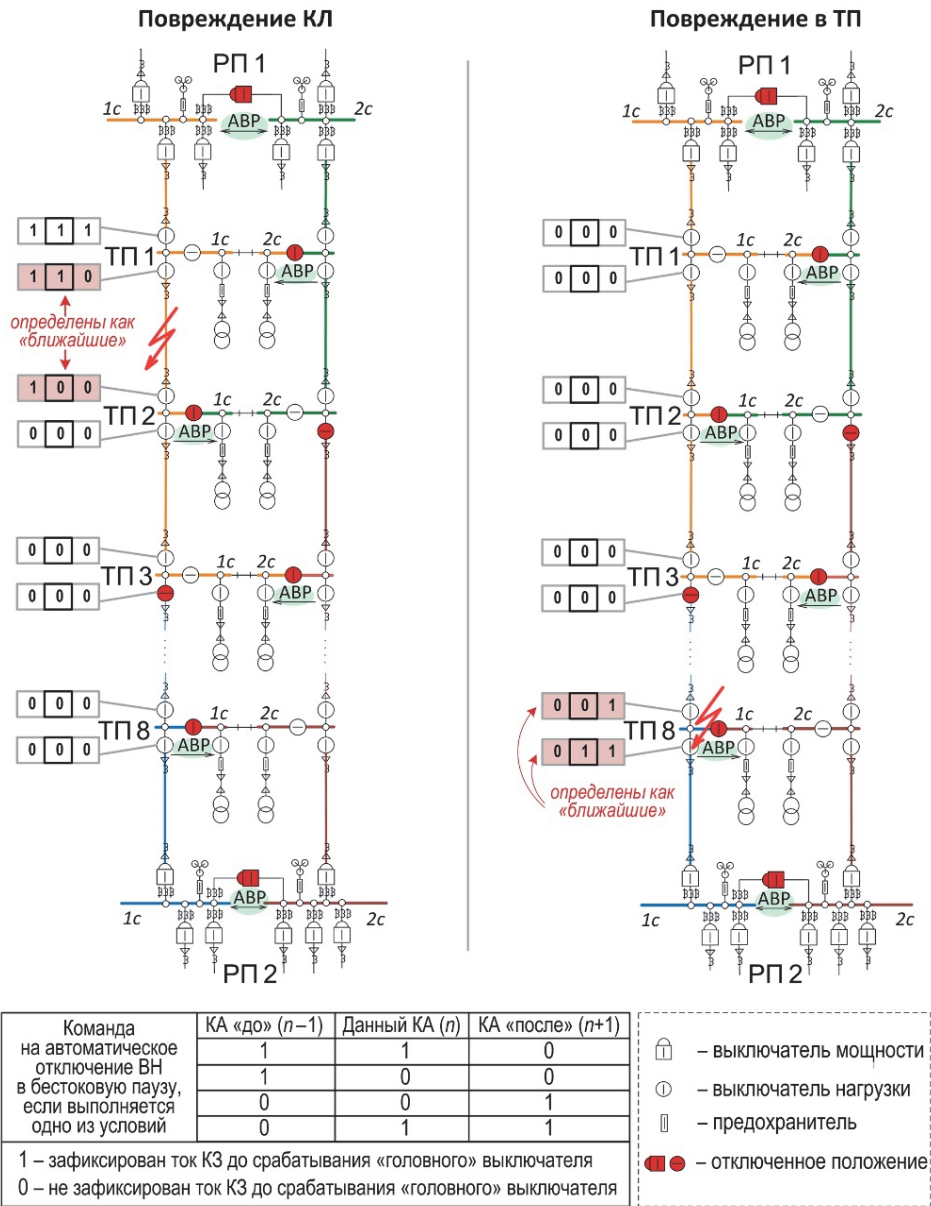 Повреждение КЛ
РП 1
1с
АВР
2с
1 1 1
ТП 1
1с
2с
1 1 0
АВР
определены как
«ближайшие»
1 0 0
ТП 2
1с
2с
0 0 0
АВР
0 0 0
ТП 3
1с
2с
0 0 0
АВР
0 0 0
ТП 8
1с
2с
0 0 0
АВР
АВР
1с
2с
РП 2
Повреждение в ТП
РП 1
1с
АВР
2с
0 0 0
ТП 1
1с
2с
0 0 0
АВР
0 0 0
ТП 2
1с
2с
0 0 0
АВР
0 0 0
ТП 3
1с
2с
0 0 0
АВР
0 0 1
ТП 8
1с
2с
0 1 1
АВР
определены как
«ближайшие»
АВР
1с
2с
РП 2
Команда
на автоматическое
отключение ВН
в бестоковую паузу,
если выполняется
одно из условий
КА «до» (n–1) Данный КА (n) КА «после» (n+1)
1 1 0
1 0 0
0 0 1
0 1 1
1 – зафиксирован ток КЗ до срабатывания «головного» выключателя
0 – не зафиксирован ток КЗ до срабатывания «головного» выключателя
– выключатель мощности
– выключатель нагрузки
– предохранитель
– отключенное положение